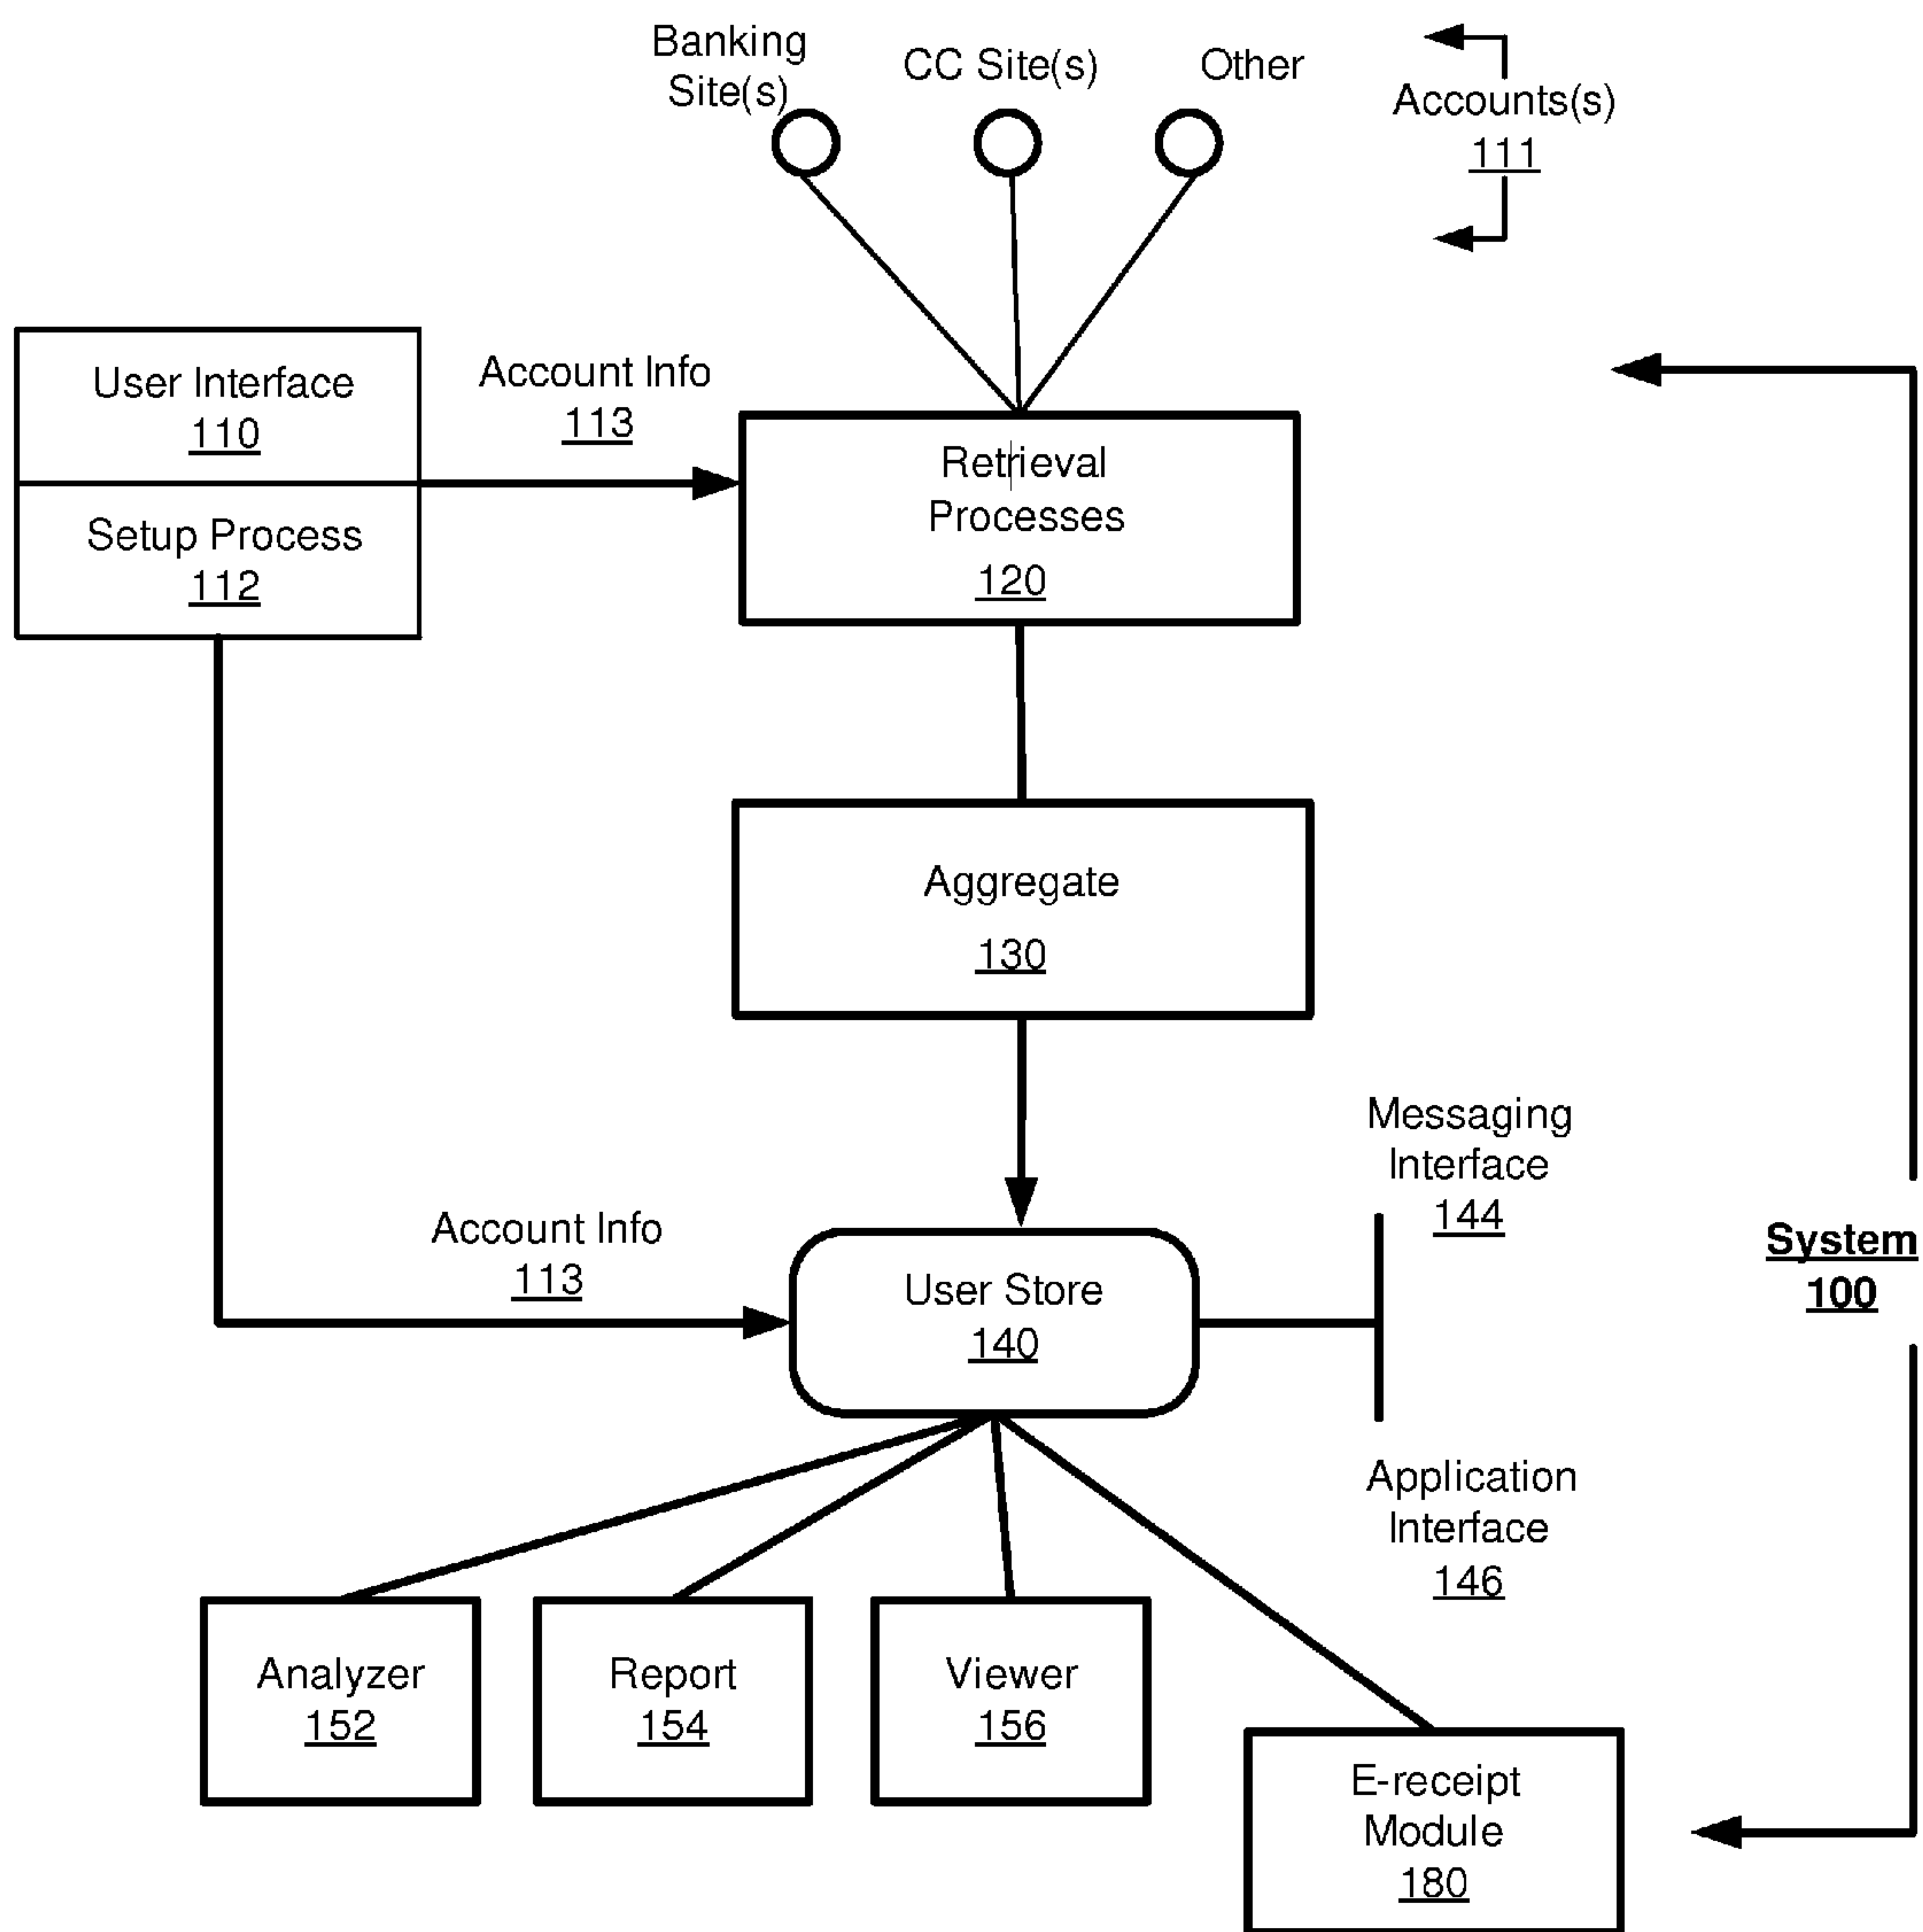 Banking
Site(s)
CC Site(s)
Other
Accounts(s)
111
User Interface
110
Setup Process
112
Account Info
113
Retrieval
Processes
120
Aggregate
130
Messaging
Interface
144
Account Info
113
User Store
140
System
100
Application
Interface
146
Analyzer
152
Report
154
Viewer
156
E-receipt
Module
180